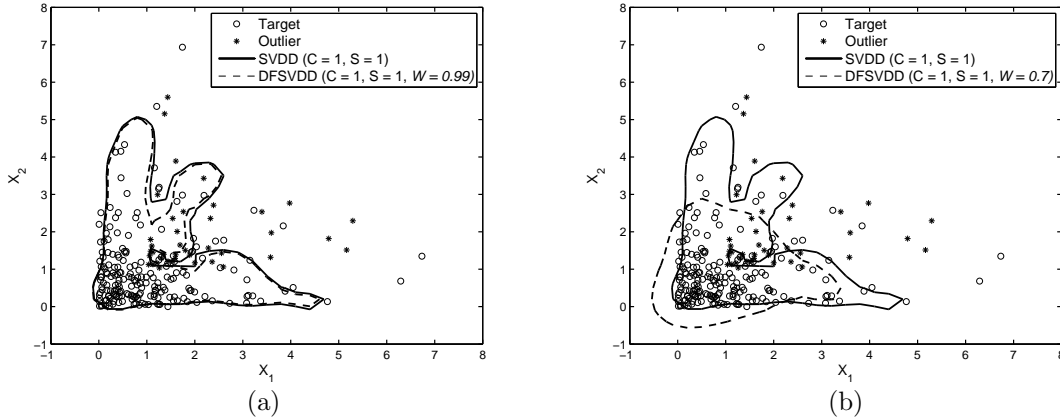 8
7
6
5
4
3
2
1
0
−1
X2
−1 0 1 2 3 4 5 6 7 8
X1
Target
Outlier
SVDD (C = 1, S = 1)
DFSVDD (C = 1, S = 1, W = 0.99)
(a)
8
7
6
5
4
3
2
1
0
−1
X2
−1 0 1 2 3 4 5 6 7 8
X1
Target
Outlier
SVDD (C = 1, S = 1)
DFSVDD (C = 1, S = 1, W = 0.7)
(b)